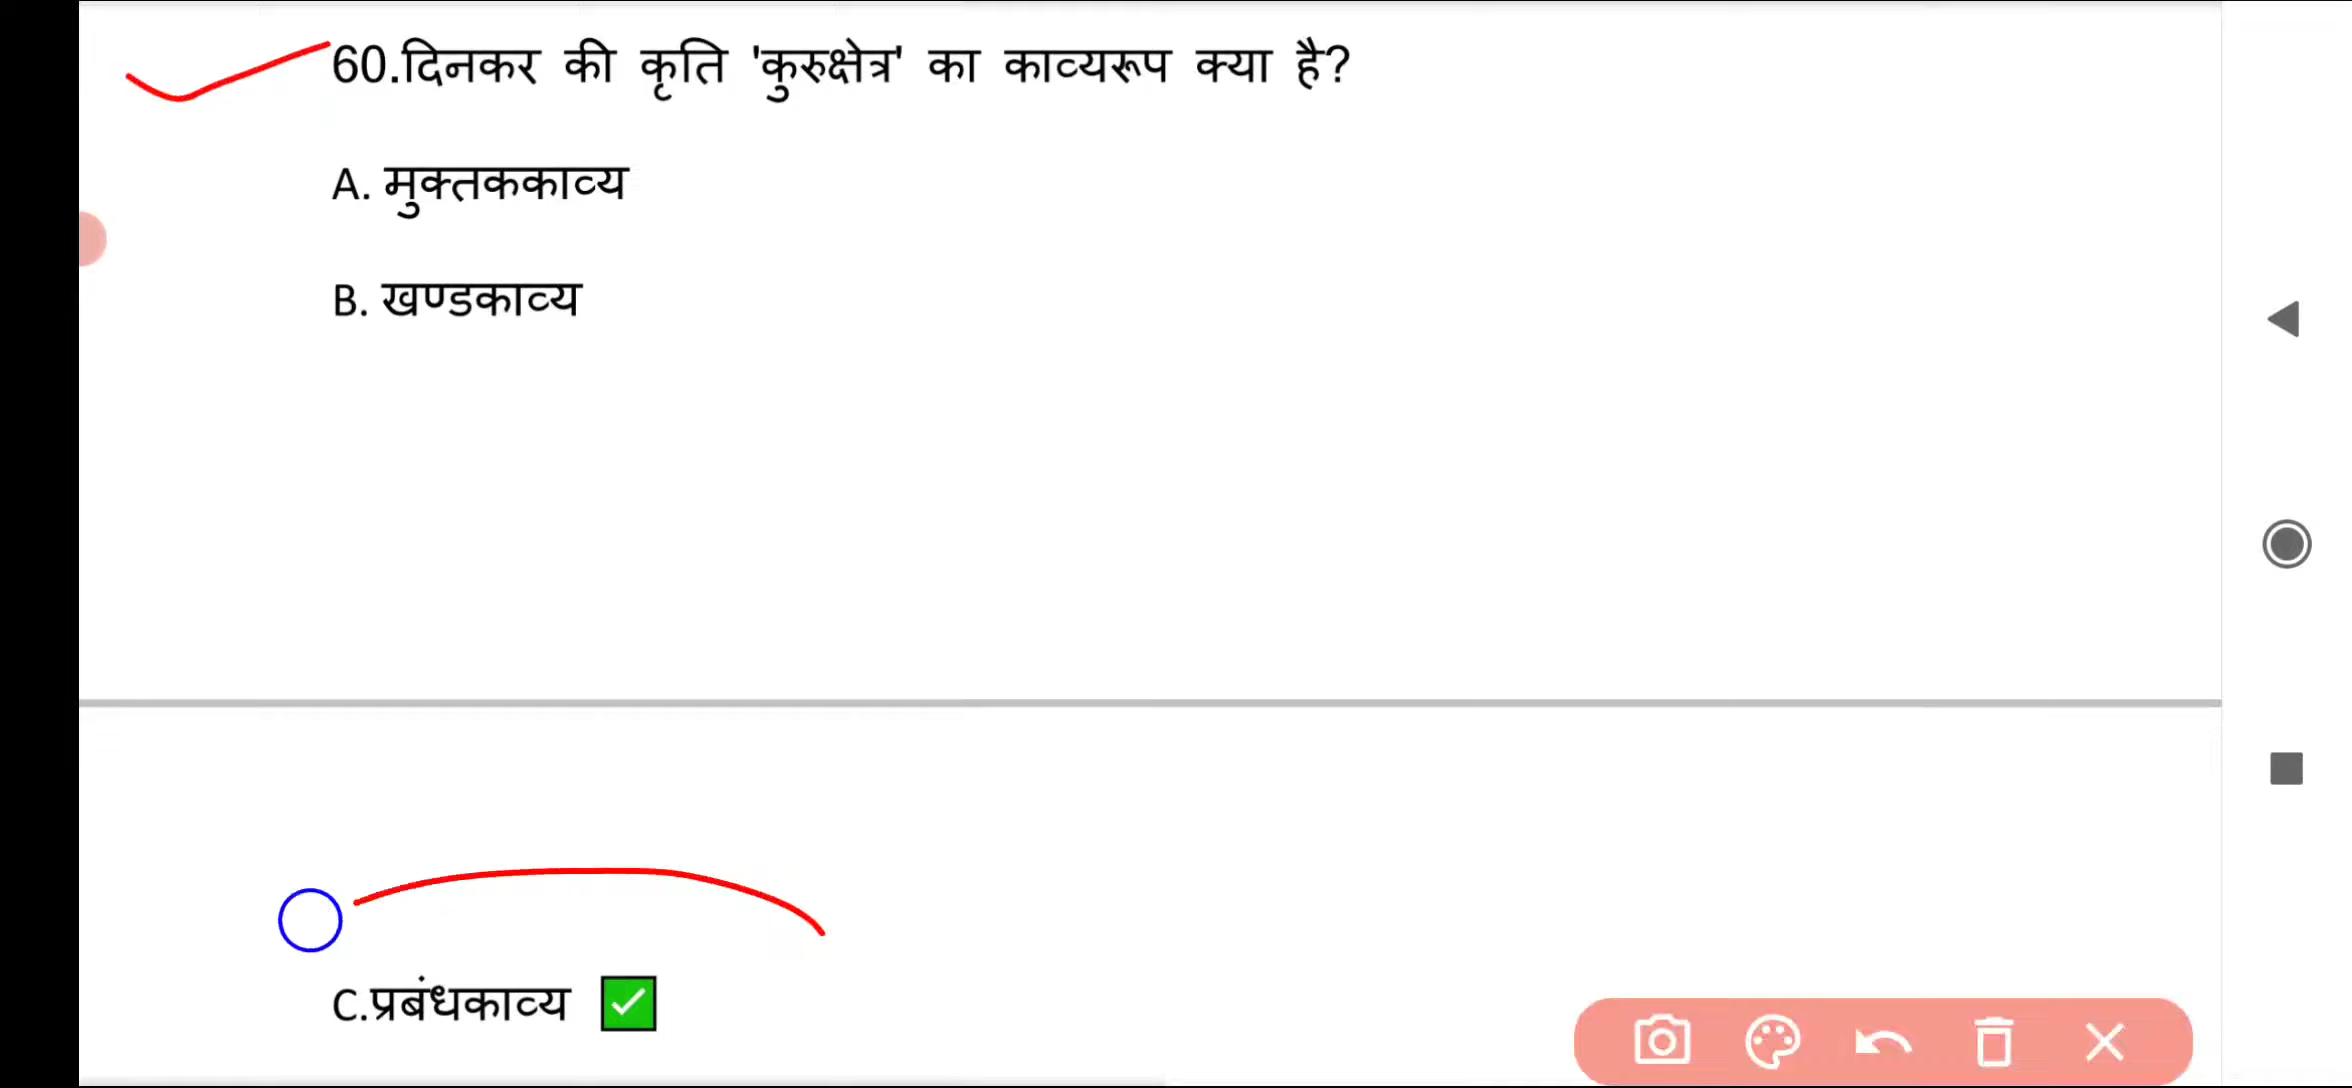 60.दिनकर की कृति 'कुरुक्षेत्र' का काव्यरूप क्या है?
A. मुक्तककाव्य
B. खण्डकाव्य
C.प्रबंधकाव्य ✅